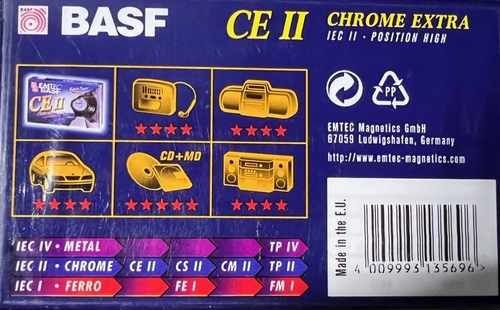 BASF
BASF
CE II
CHROME EXTRA
IEC II · POSITION HIGH
EMTEC
BASF
CE II
CD+MD
PP
EMTEC Magnetics GmbH
67059 Ludwigshafen, Germany
http://www.emtec-magnetics.com
Made in the E.U.
4 009993 135696 >
IEC IV · METAL TP IV
IEC II · CHROME CE II CS II CM II TP II
IEC I · FERRO FE I FM I